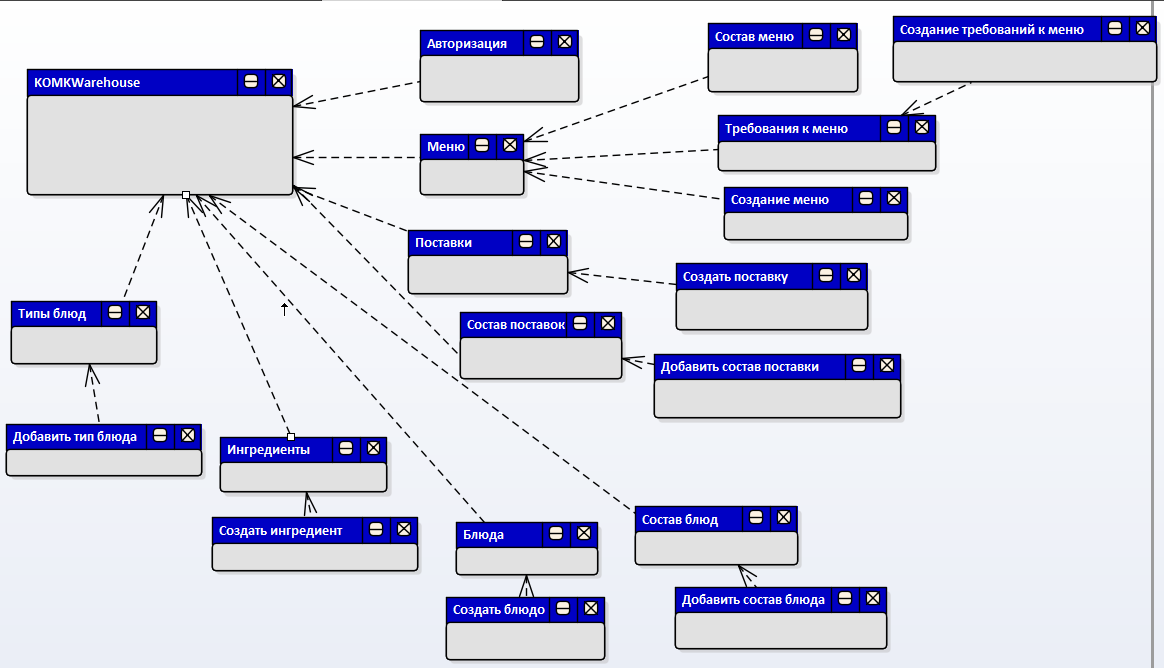 KOMKWarehouse
Авторизация
Состав меню
Создание требований к меню
Меню
Требования к меню
Создание меню
Поставки
Создать поставку
Состав поставок
Добавить состав поставки
Типы блюд
Добавить тип блюда
Ингредиенты
Создать ингредиент
Блюда
Создать блюдо
Состав блюд
Добавить состав блюда